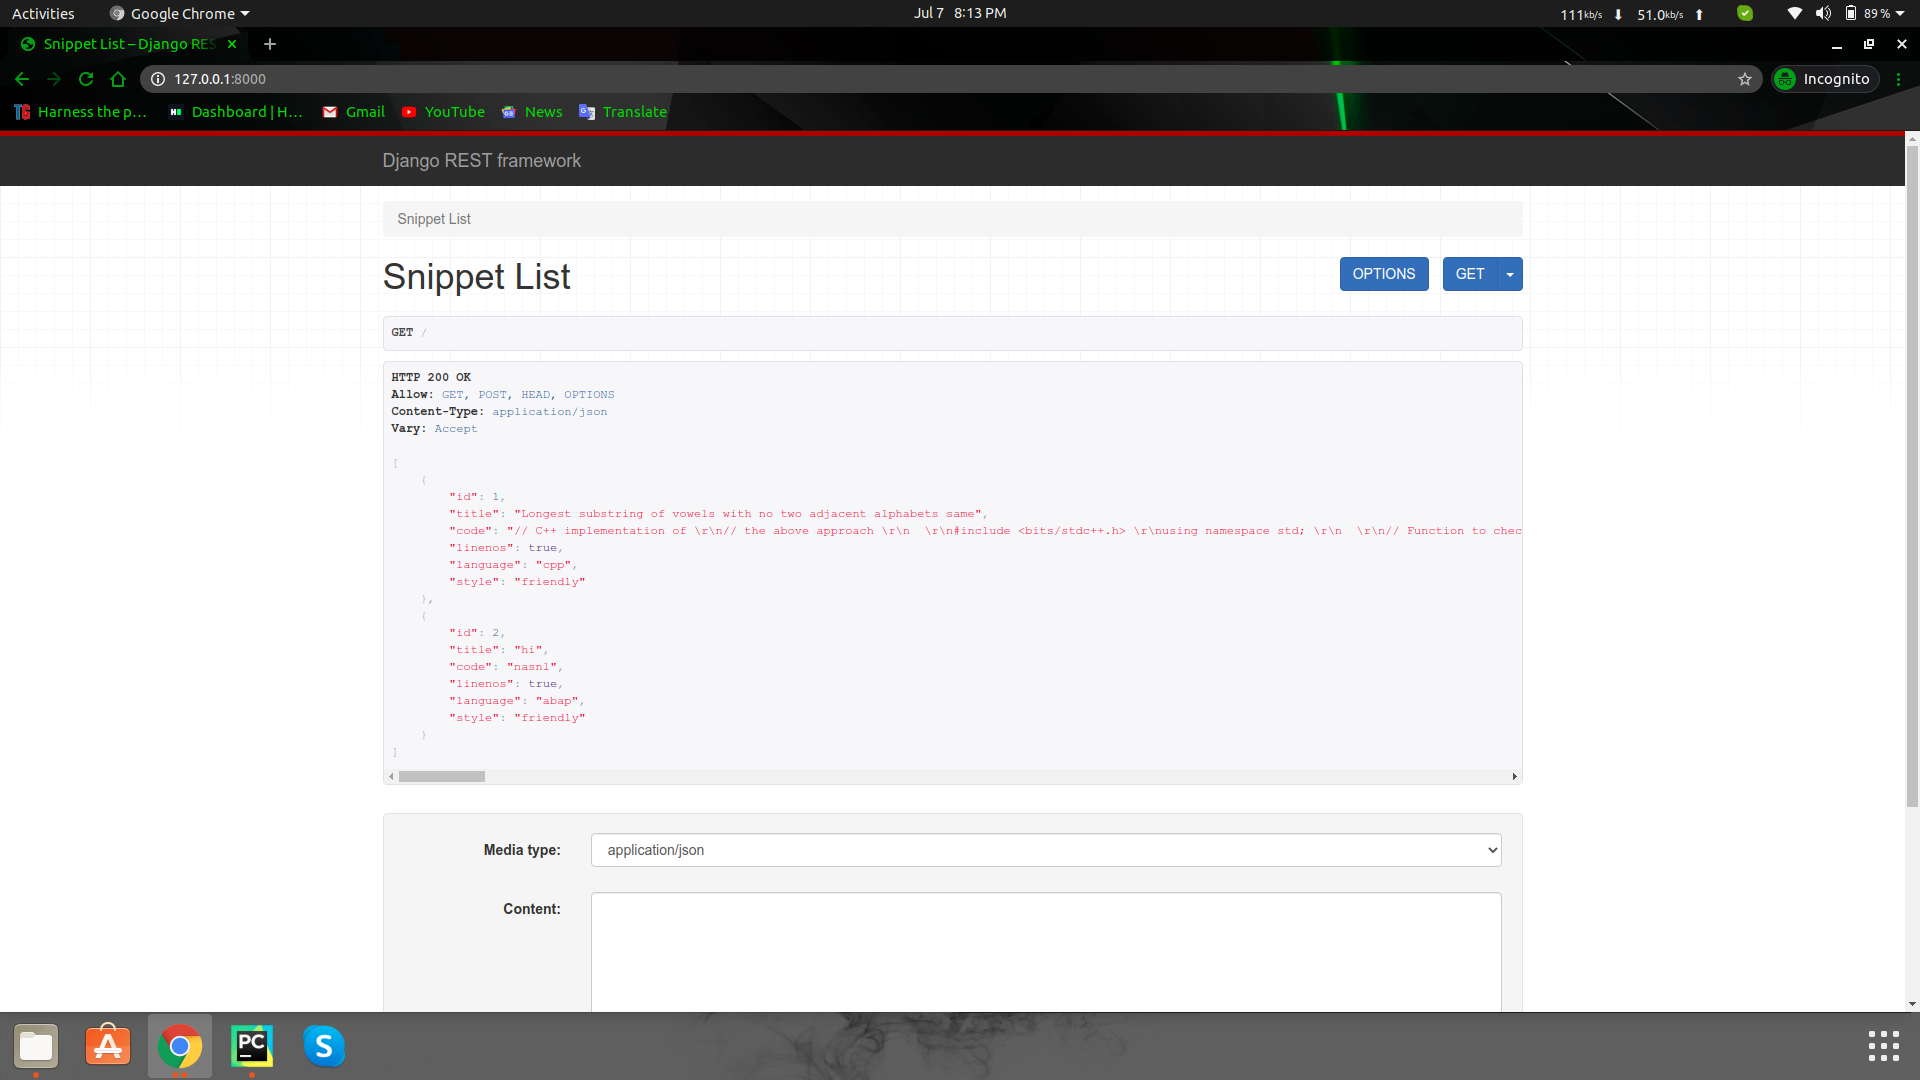 Activities Google Chrome Jul 7 8:13 PM 111kb/s 51.0kb/s 89 %
Snippet List – Django RES
127.0.0.1:8000 Incognito
Harness the p... Dashboard | H... Gmail YouTube News Translate
Django REST framework
Snippet List
Snippet List OPTIONS GET
GET /
HTTP 200 OK
Allow: GET, POST, HEAD, OPTIONS
Content-Type: application/json
Vary: Accept
[
{
"id": 1,
"title": "Longest substring of vowels with no two adjacent alphabets same",
"code": "// C++ implementation of \r\n// the above approach \r\n  \r\n#include <bits/stdc++.h> \r\nusing namespace std; \r\n  \r\n// Function to chec
"linenos": true,
"language": "cpp",
"style": "friendly"
},
{
"id": 2,
"title": "hi",
"code": "nasnl",
"linenos": true,
"language": "abap",
"style": "friendly"
}
]
Media type: application/json
Content:
PC
S